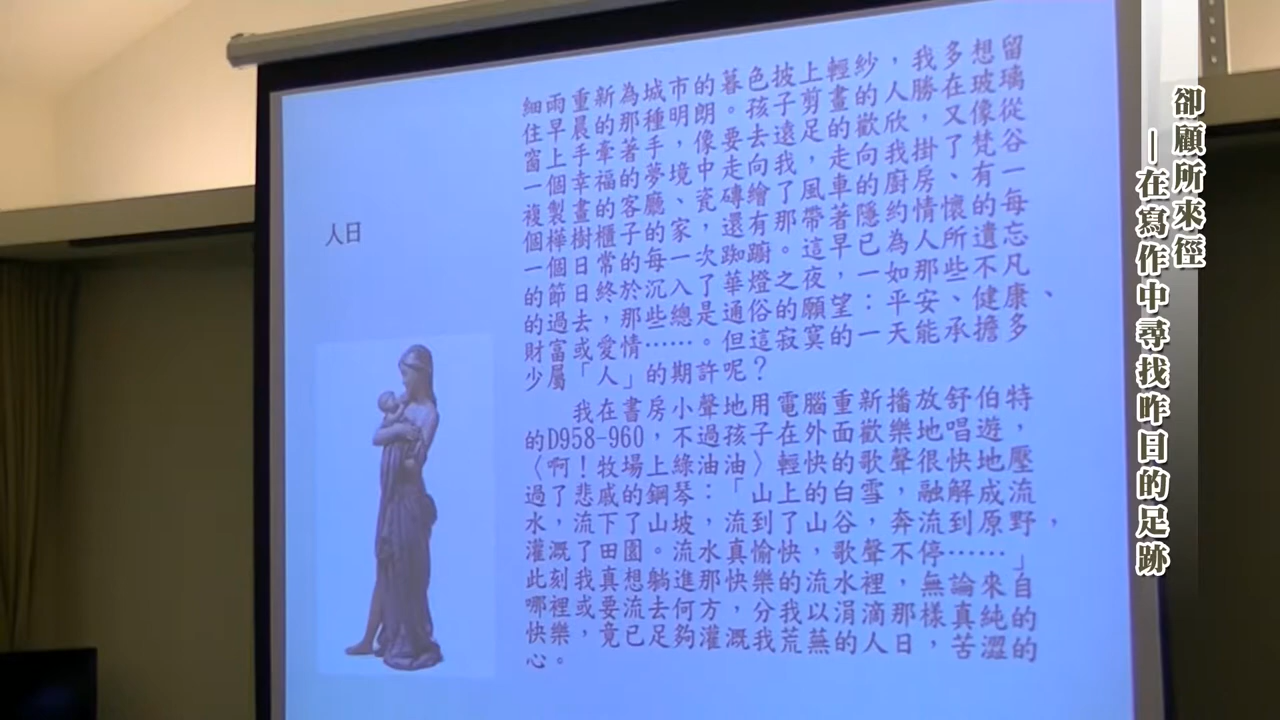 卻顧所來徑
—在寫作中尋找昨日的足跡
人日
細雨重新為城市的暮色披上輕紗，我多想留
住早晨的那種明朗。孩子剪畫的人勝在玻璃
窗上手牽著手，像要去遠足的歡欣，又像從
一個幸福的夢境中走向我，走向我掛了梵谷
複製畫的客廳、瓷磚繪了風車的廚房、有一
個樺樹櫃子的家，還有那帶著隱約情懷的每
一個日常的每一次踟躕。這早已為人所遺忘
的節日終於沉入了華燈之夜，一如那些不凡
的過去，那些總是通俗的願望：平安、健康、
財富或愛情……。但這寂寞的一天能承擔多
少屬「人」的期許呢？
我在書房小聲地用電腦重新播放舒伯特
的D958-960，不過孩子在外面歡樂地唱遊，
〈啊！牧場上綠油油〉輕快的歌聲很快地壓
過了悲戚的鋼琴：「山上的白雪，融解成流
水，流下了山坡，流到了山谷，奔流到原野，
灌溉了田園。流水真愉快，歌聲不停……」
此刻我真想躺進那快樂的流水裡，無論來自
哪裡或要流去何方，分我以涓滴那樣真純的
快樂，竟已足夠灌溉我荒蕪的人日，苦澀的
心。